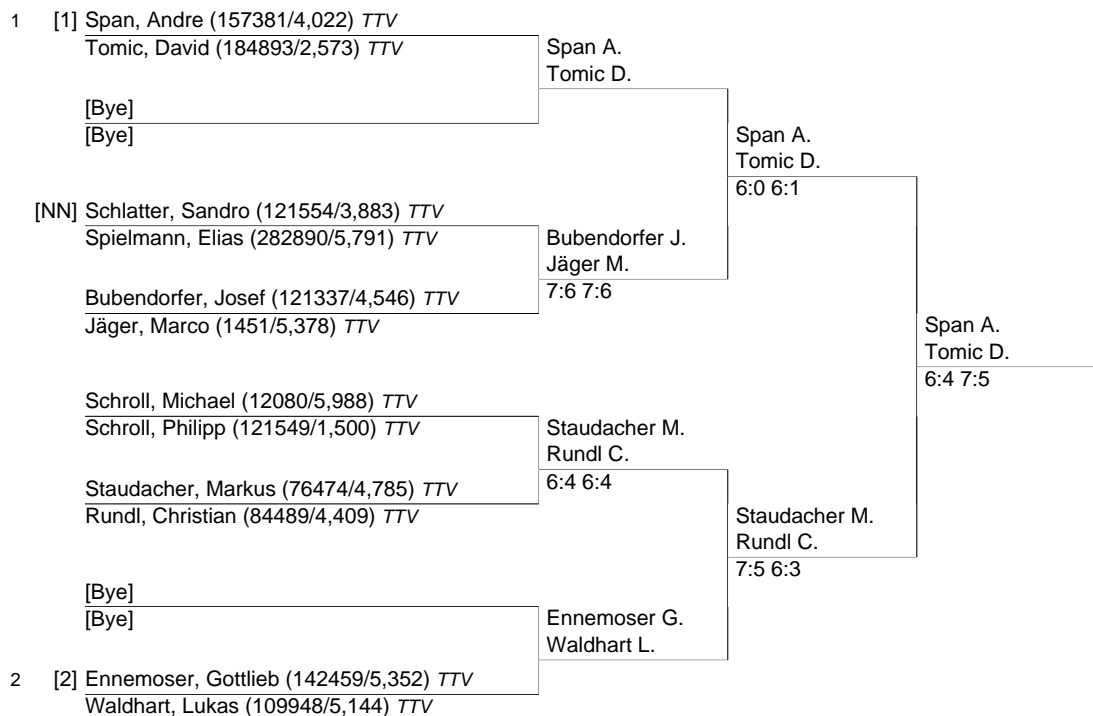 1 [1] Span, Andre (157381/4,022) TTV
Tomic, David (184893/2,573) TTV
Span A.
Tomic D.
[Bye]
[Bye]
Span A.
Tomic D.
6:0 6:1
[NN] Schlatter, Sandro (121554/3,883) TTV
Spielmann, Elias (282890/5,791) TTV
Bubendorfer J.
Jäger M.
7:6 7:6
Bubendorfer, Josef (121337/4,546) TTV
Jäger, Marco (1451/5,378) TTV
Span A.
Tomic D.
6:4 7:5
Schroll, Michael (12080/5,988) TTV
Schroll, Philipp (121549/1,500) TTV
Staudacher M.
Rundl C.
6:4 6:4
Staudacher, Markus (76474/4,785) TTV
Rundl, Christian (84489/4,409) TTV
Staudacher M.
Rundl C.
7:5 6:3
[Bye]
[Bye]
Ennemoser G.
Waldhart L.
2 [2] Ennemoser, Gottlieb (142459/5,352) TTV
Waldhart, Lukas (109948/5,144) TTV